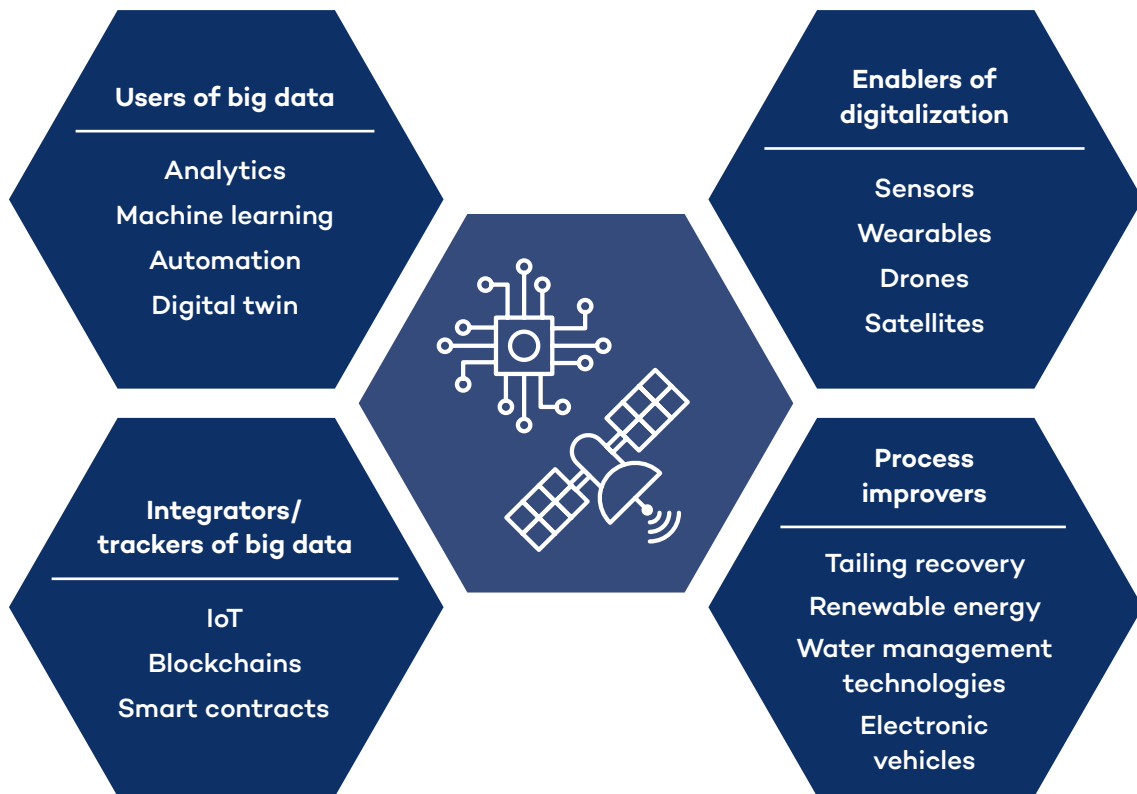 Users of big data
Analytics
Machine learning
Automation
Digital twin
Enablers of
digitalization
Sensors
Wearables
Drones
Satellites
Integrators/
trackers of big data
IoT
Blockchains
Smart contracts
Process
improvers
Tailing recovery
Renewable energy
Water management
technologies
Electronic
vehicles